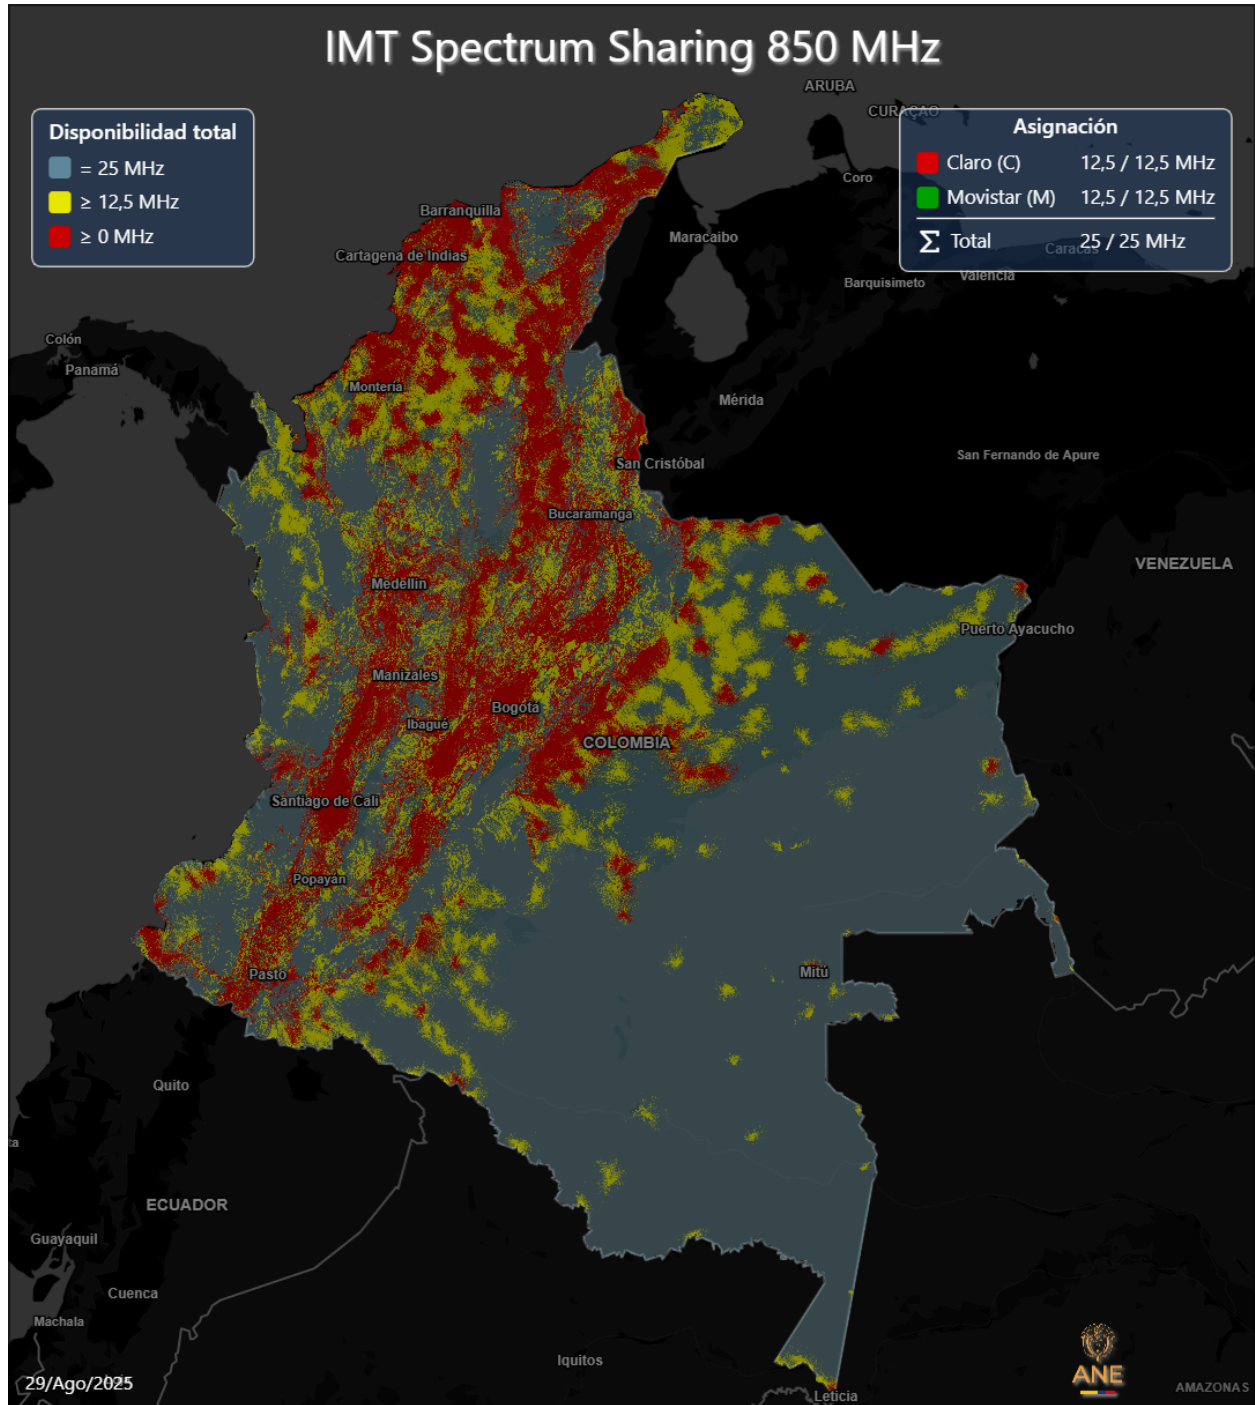 IMT Spectrum Sharing 850 MHz
Disponibilidad total
= 25 MHz
≥ 12,5 MHz
≥ 0 MHz
Asignación
Claro (C) 12,5 / 12,5 MHz
Movistar (M) 12,5 / 12,5 MHz
Σ Total 25 / 25 MHz
ARUBA
CURAÇAO
Coro
Barranquilla
Maracaibo
Cartagena de Indias
Caracas
Valencia
Barquisimeto
Colón
Panamá
Montería
Mérida
San Cristóbal
San Fernando de Apure
Bucaramanga
VENEZUELA
Medellín
Puerto Ayacucho
Manizales
Bogotá
Ibagué
COLOMBIA
Santiago de Cali
Popayán
Pasto
Mitú
Quito
ECUADOR
Guayaquil
Cuenca
Machala
Iquitos
29/Ago/2025
ANE
AMAZONAS
Leticia